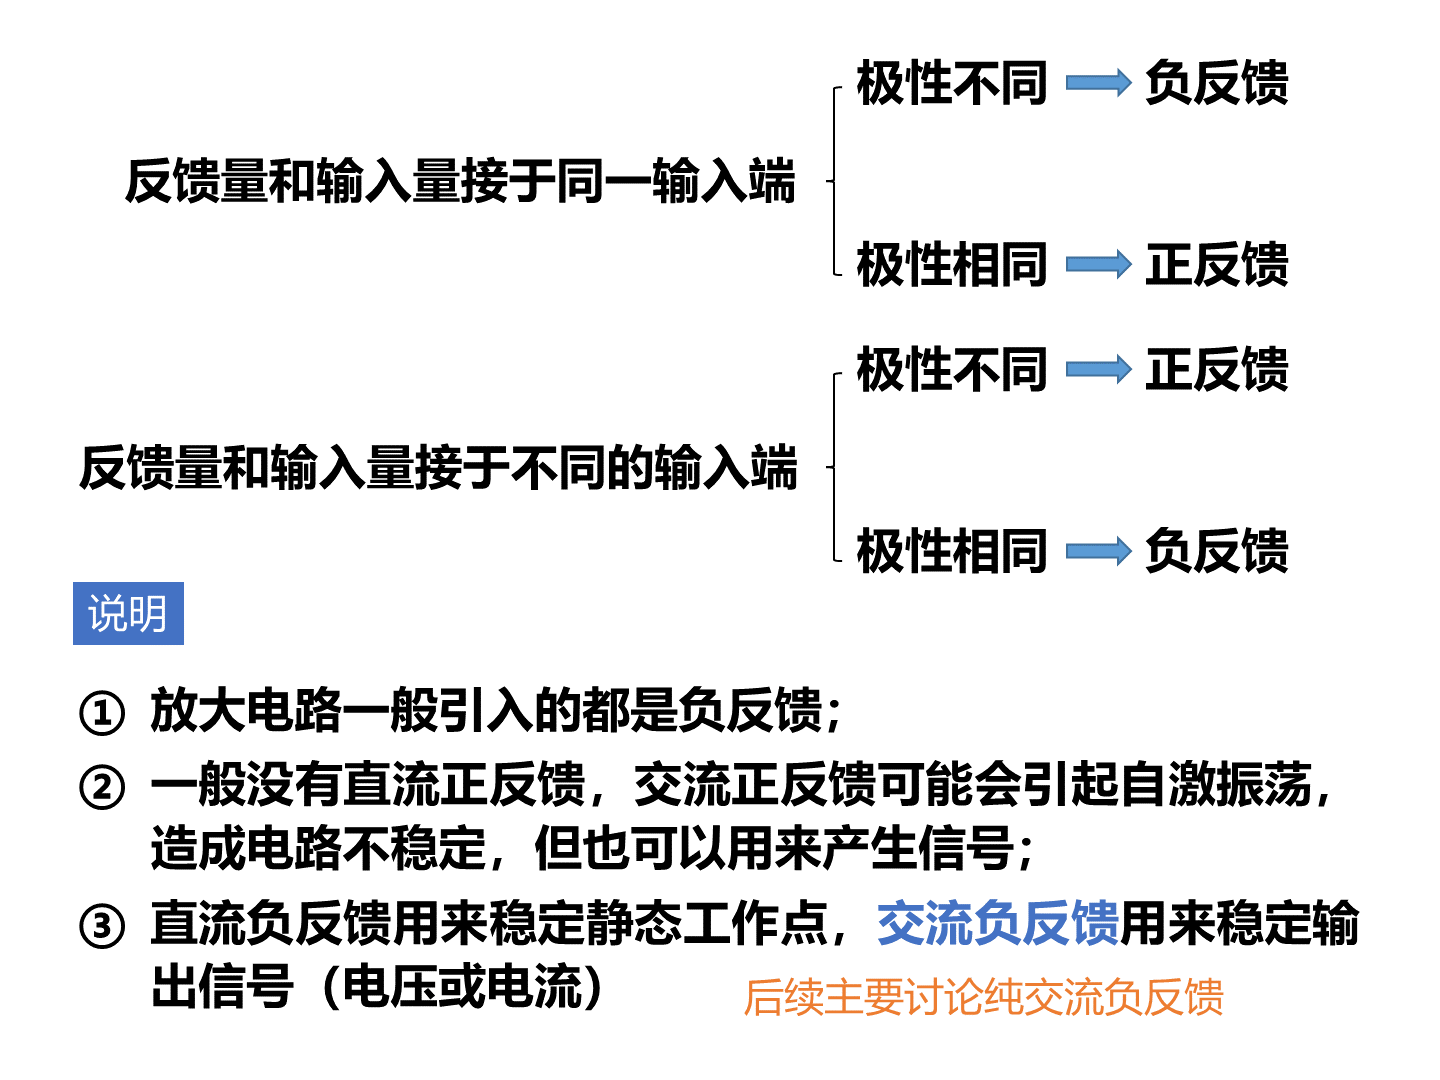 极性不同 负反馈
反馈量和输入量接于同一输入端
极性相同 正反馈
极性不同 正反馈
反馈量和输入量接于不同的输入端
极性相同 负反馈
说明
① 放大电路一般引入的都是负反馈；
② 一般没有直流正反馈，交流正反馈可能会引起自激振荡，
造成电路不稳定，但也可以用来产生信号；
③ 直流负反馈用来稳定静态工作点，交流负反馈用来稳定输
出信号（电压或电流）
后续主要讨论纯交流负反馈